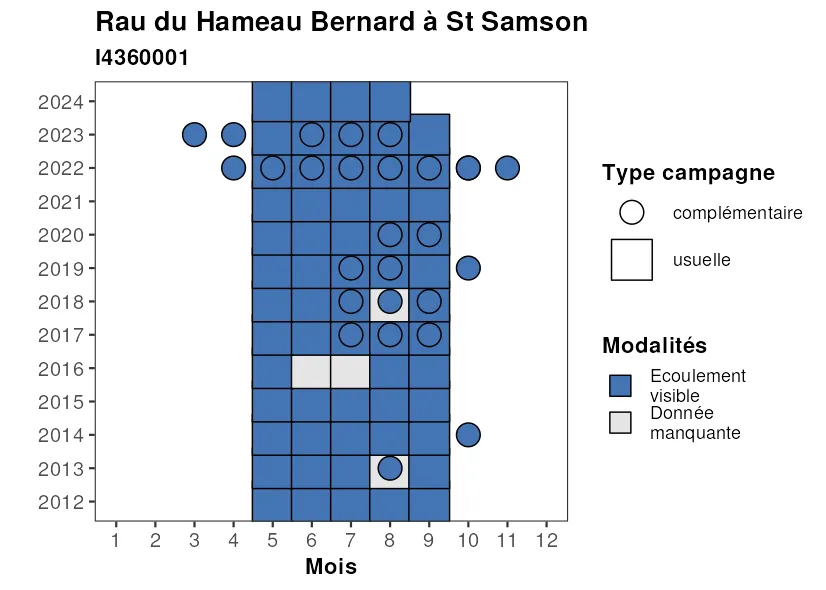 Rau du Hameau Bernard à St Samson
I4360001
2024
2023
2022
2021
2020
2019
2018
2017
2016
2015
2014
2013
2012
1 2 3 4 5 6 7 8 9 10 11 12
Mois
Type campagne
complémentaire
usuelle
Modalités
Ecoulement
visible
Donnée
manquante